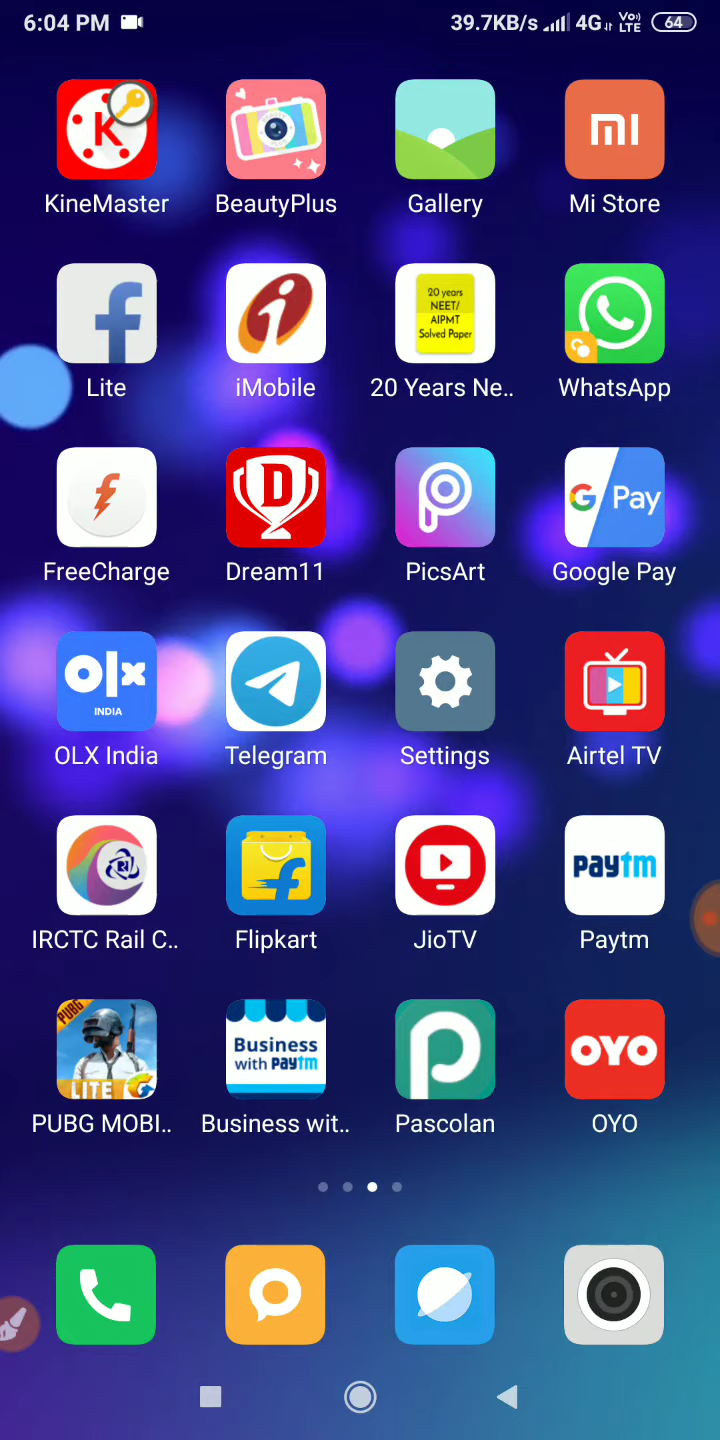 6:04 PM 39.7KB/s 4G Vo) LTE 64
K
mi
KineMaster BeautyPlus Gallery Mi Store
f
i
20 years
NEET/
AIPMT
Solved Paper
Lite iMobile 20 Years Ne.. WhatsApp
f
D
P
G Pay
FreeCharge Dream11 PicsArt Google Pay
olx
INDIA
OLX India Telegram Settings Airtel TV
f
paytm
IRCTC Rail C.. Flipkart JioTV Paytm
PUBG
LITE
Business
with paytm
P
OYO
PUBG MOBI.. Business wit.. Pascolan OYO